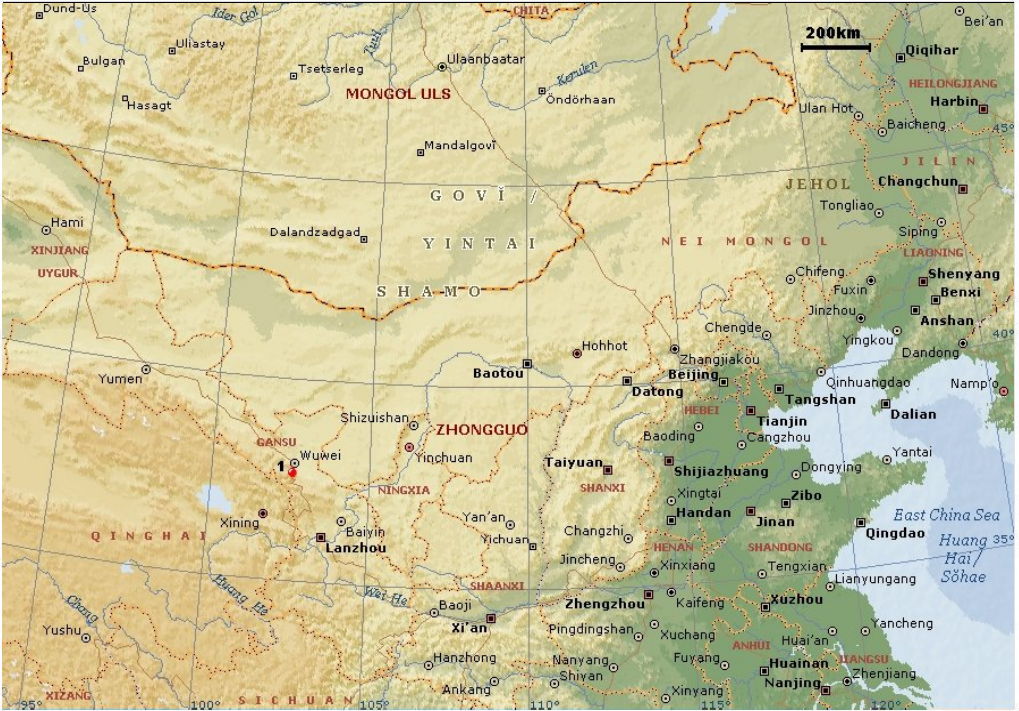 Dund-Us
Ider Gol
CHITA
Bei'an
Uliastay
Tuul
200km
Qiqihar
Bulgan
Tsetserleg
Ulaanbaatar
Kerulen
HEILONGJIANG
MONGOL ULS
Öndörhaan
Hasagt
Ulan Hot
Harbin
Baicheng
45°
Mandalgovĭ
JILIN
JEHOL
Changchun
GOVĬ /
Tongliao
Hami
Dalandzadgad
YINTAI
NEI MONGOL
Siping
XINJIANG
UYGUR
LIAONING
Chifeng
Shenyang
SHAMO
Fuxin
Benxi
Jinzhou
Anshan
Chengde
Yingkou
40°
Hohhot
Zhangjiakou
Dandong
Yumen
Baotou
Beijing
Datong
Qinhuangdao
Namp'o
Tangshan
Shizuishan
HEBEI
Tianjin
Dalian
ZHONGGUO
Baoding
Cangzhou
GANSU
1
Wuwei
Yinchuan
Taiyuan
Yantai
Shijiazhuang
Dongying
NINGXIA
SHANXI
Xingtai
Zibo
Xining
Yan'an
Handan
Jinan
East China Sea
QINGHAI
Baiyin
Changzhi
Qingdao
Lanzhou
Yichuan
HENAN
SHANDONG
Huang
Hai /
Sŏhae
35°
Jincheng
Xinxiang
Tengxian
Huang He
SHAANXI
Lianyungang
Wei He
Chang
Baoji
Zhengzhou
Kaifeng
Xuzhou
Xi'an
Yushu
Pingdingshan
Xuchang
Huai'an
Yancheng
ANHUI
Hanzhong
Nanyang
Fuyang
Huainan
JIANGSU
Ankang
Shiyan
Nanjing
Zhenjiang
XIZANG
SICHUAN
Xinyang
95°
100°
105°
110°
115°
120°